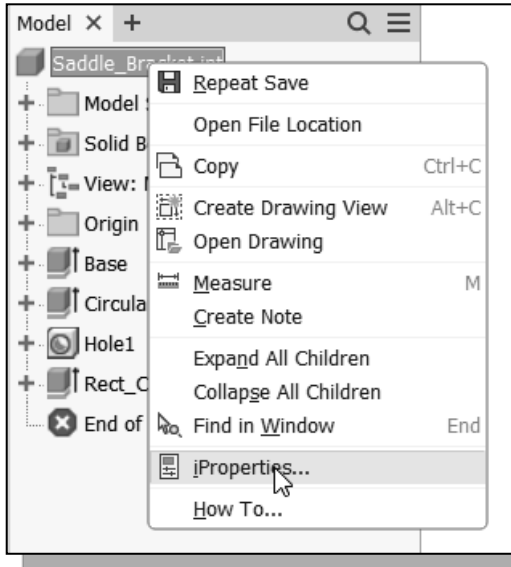 Model × +
Saddle_Bracket.ipt
Repeat Save
Model
Open File Location
Solid B
Copy Ctrl+C
View:
Create Drawing View Alt+C
Origin
Open Drawing
Base
Measure M
Circula
Create Note
Hole1
Expand All Children
Rect_C
Collapse All Children
End of
Find in Window End
iProperties...
How To...